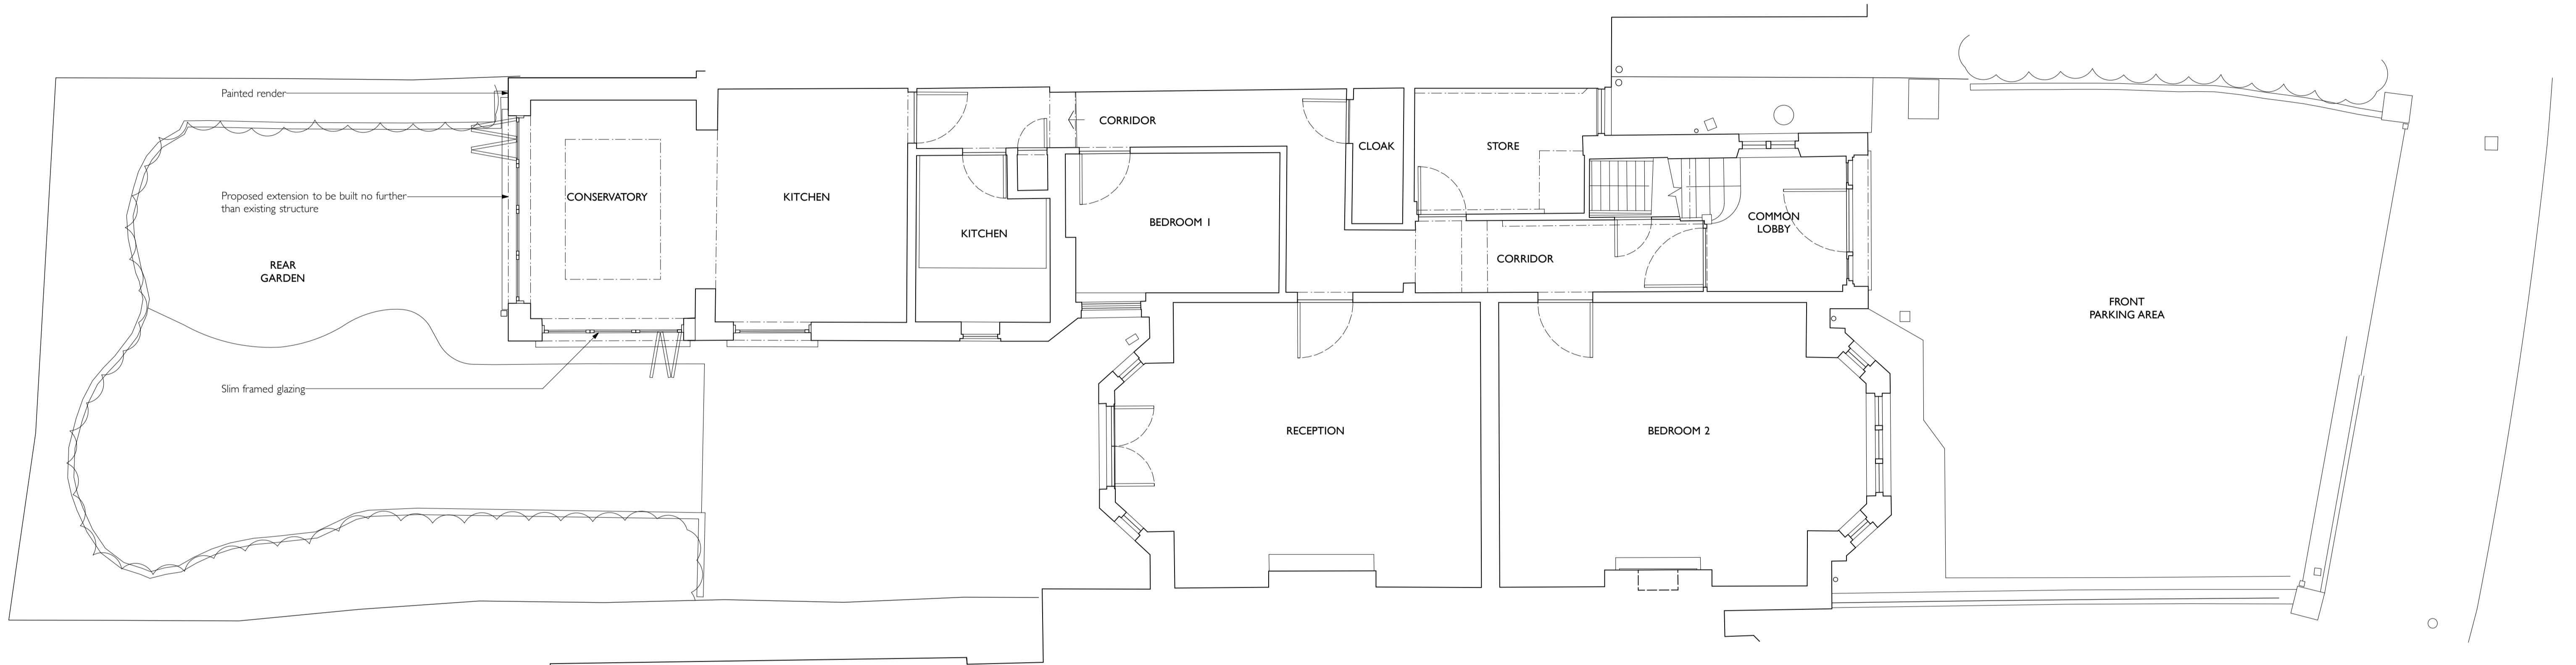 Painted render
Proposed extension to be built no further
than existing structure
REAR
GARDEN
Slim framed glazing
CONSERVATORY
KITCHEN
KITCHEN
CORRIDOR
BEDROOM 1
CLOAK
STORE
CORRIDOR
COMMON
LOBBY
RECEPTION
BEDROOM 2
FRONT
PARKING AREA